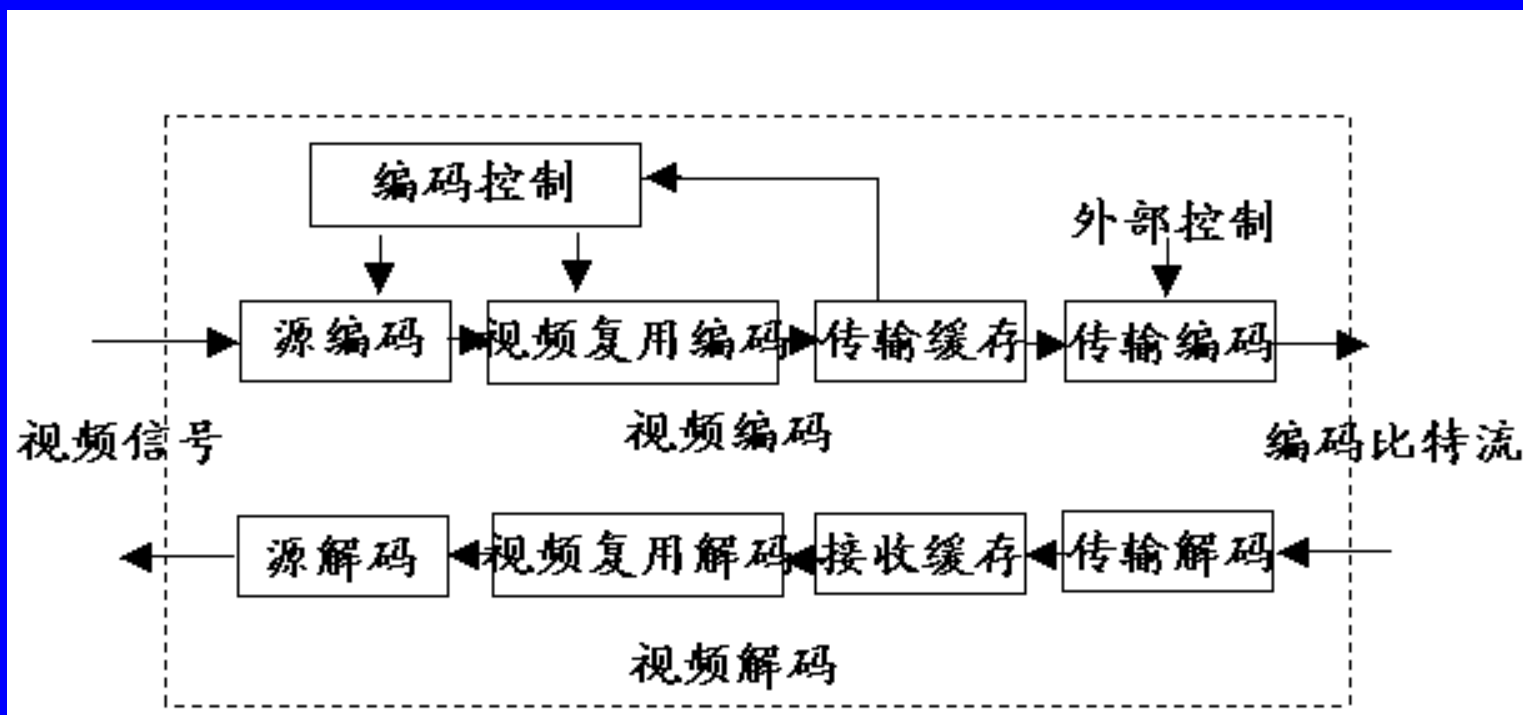 编码控制
外部控制
源编码
视频复用编码
传输缓存
传输编码
视频信号
视频编码
编码比特流
源解码
视频复用解码
接收缓存
传输解码
视频解码